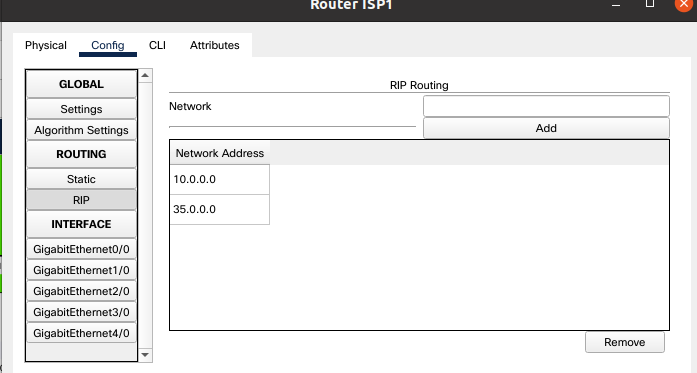 Router ISP1
Physical Config CLI Attributes
GLOBAL
Settings
Algorithm Settings
ROUTING
Static
RIP
INTERFACE
GigabitEthernet0/0
GigabitEthernet1/0
GigabitEthernet2/0
GigabitEthernet3/0
GigabitEthernet4/0
RIP Routing
Network
Add
Network Address
10.0.0.0
35.0.0.0
Remove